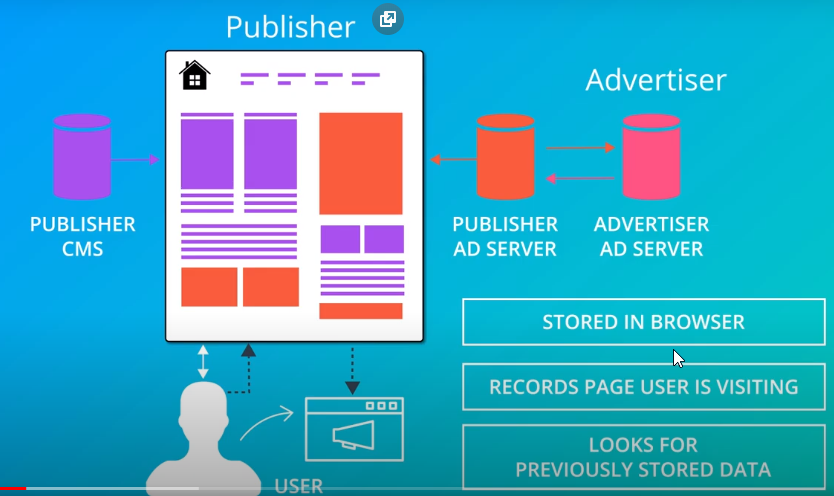 Publisher
Advertiser
PUBLISHER
CMS
PUBLISHER
AD SERVER
ADVERTISER
AD SERVER
STORED IN BROWSER
RECORDS PAGE USER IS VISITING
LOOKS FOR
PREVIOUSLY STORED DATA
USER